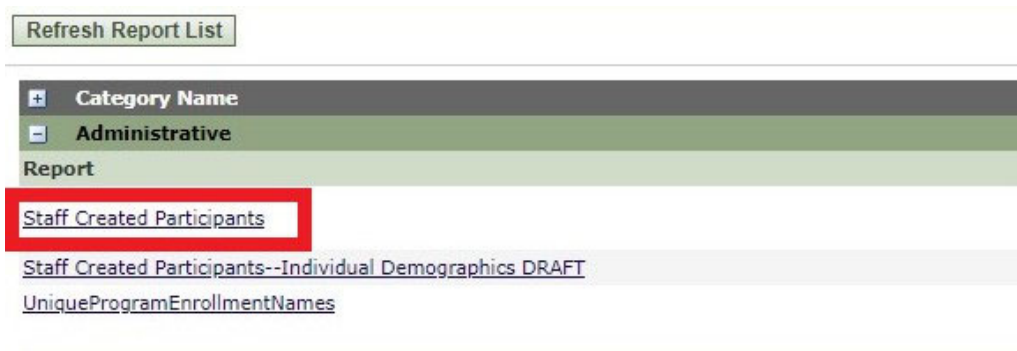 Refresh Report List
Category Name
Administrative
Report
Staff Created Participants
Staff Created Participants--Individual Demographics DRAFT
UniqueProgramEnrollmentNames